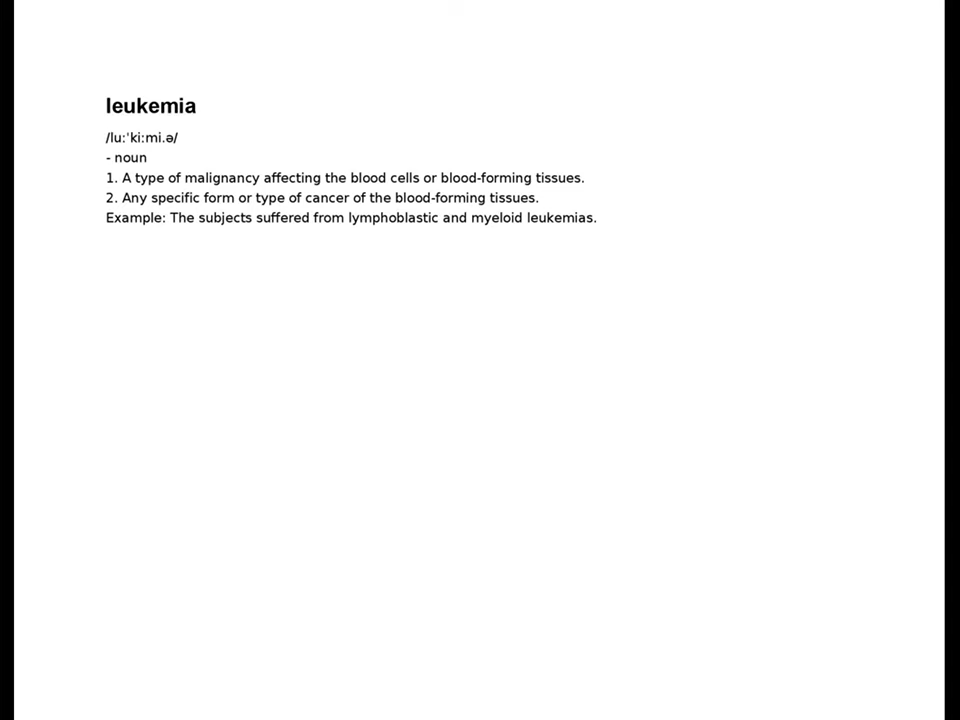 leukemia
/luːˈkiːmi.ə/
- noun
1. A type of malignancy affecting the blood cells or blood-forming tissues.
2. Any specific form or type of cancer of the blood-forming tissues.
Example: The subjects suffered from lymphoblastic and myeloid leukemias.